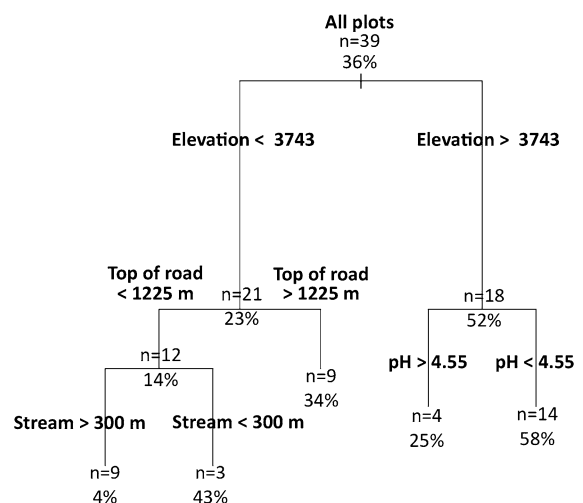 All plots
n=39
36%
Elevation < 3743
Elevation > 3743
Top of road
< 1225 m
Top of road
> 1225 m
n=21
23%
n=18
52%
n=12
14%
n=9
34%
pH > 4.55
pH < 4.55
n=4
25%
n=14
58%
Stream > 300 m
Stream < 300 m
n=9
4%
n=3
43%